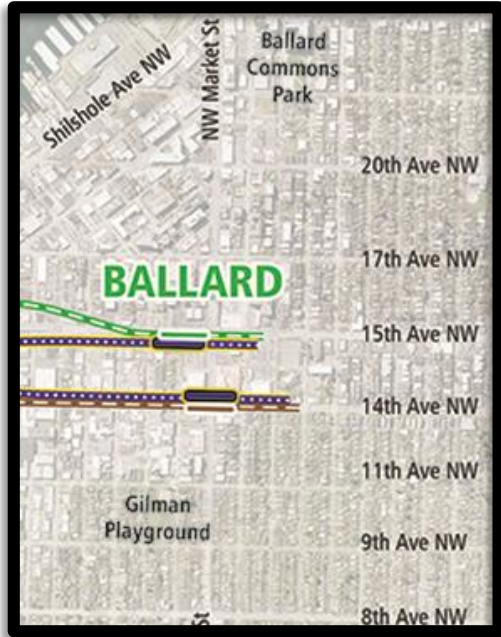 Ballard
Commons
Park
NW Market St
Shilshole Ave NW
20th Ave NW
17th Ave NW
BALLARD
15th Ave NW
14th Ave NW
11th Ave NW
Gilman
Playground
9th Ave NW
8th Ave NW
St